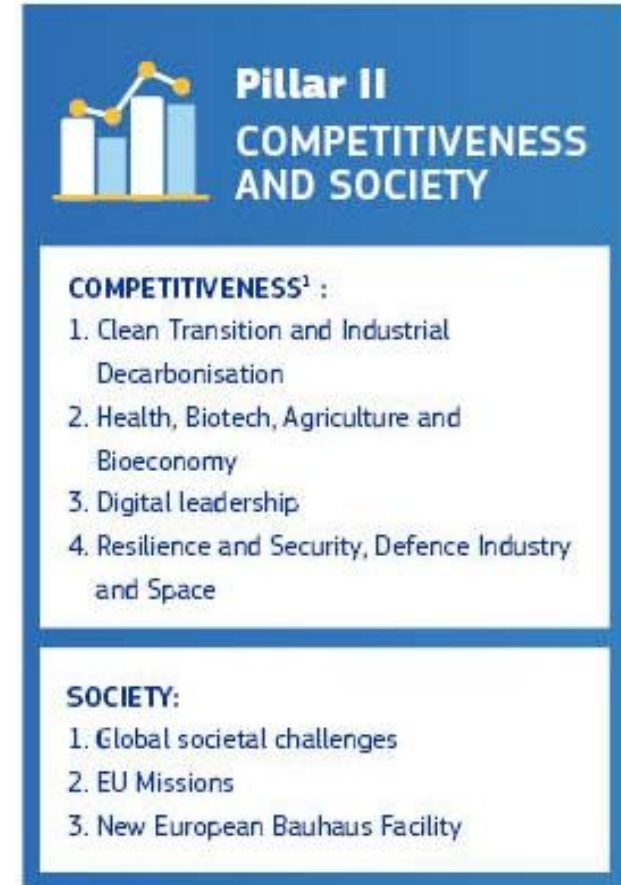 Pillar II
COMPETITIVENESS
AND SOCIETY
COMPETITIVENESS¹ :
1. Clean Transition and Industrial
Decarbonisation
2. Health, Biotech, Agriculture and
Bioeconomy
3. Digital leadership
4. Resilience and Security, Defence Industry
and Space
SOCIETY:
1. Global societal challenges
2. EU Missions
3. New European Bauhaus Facility